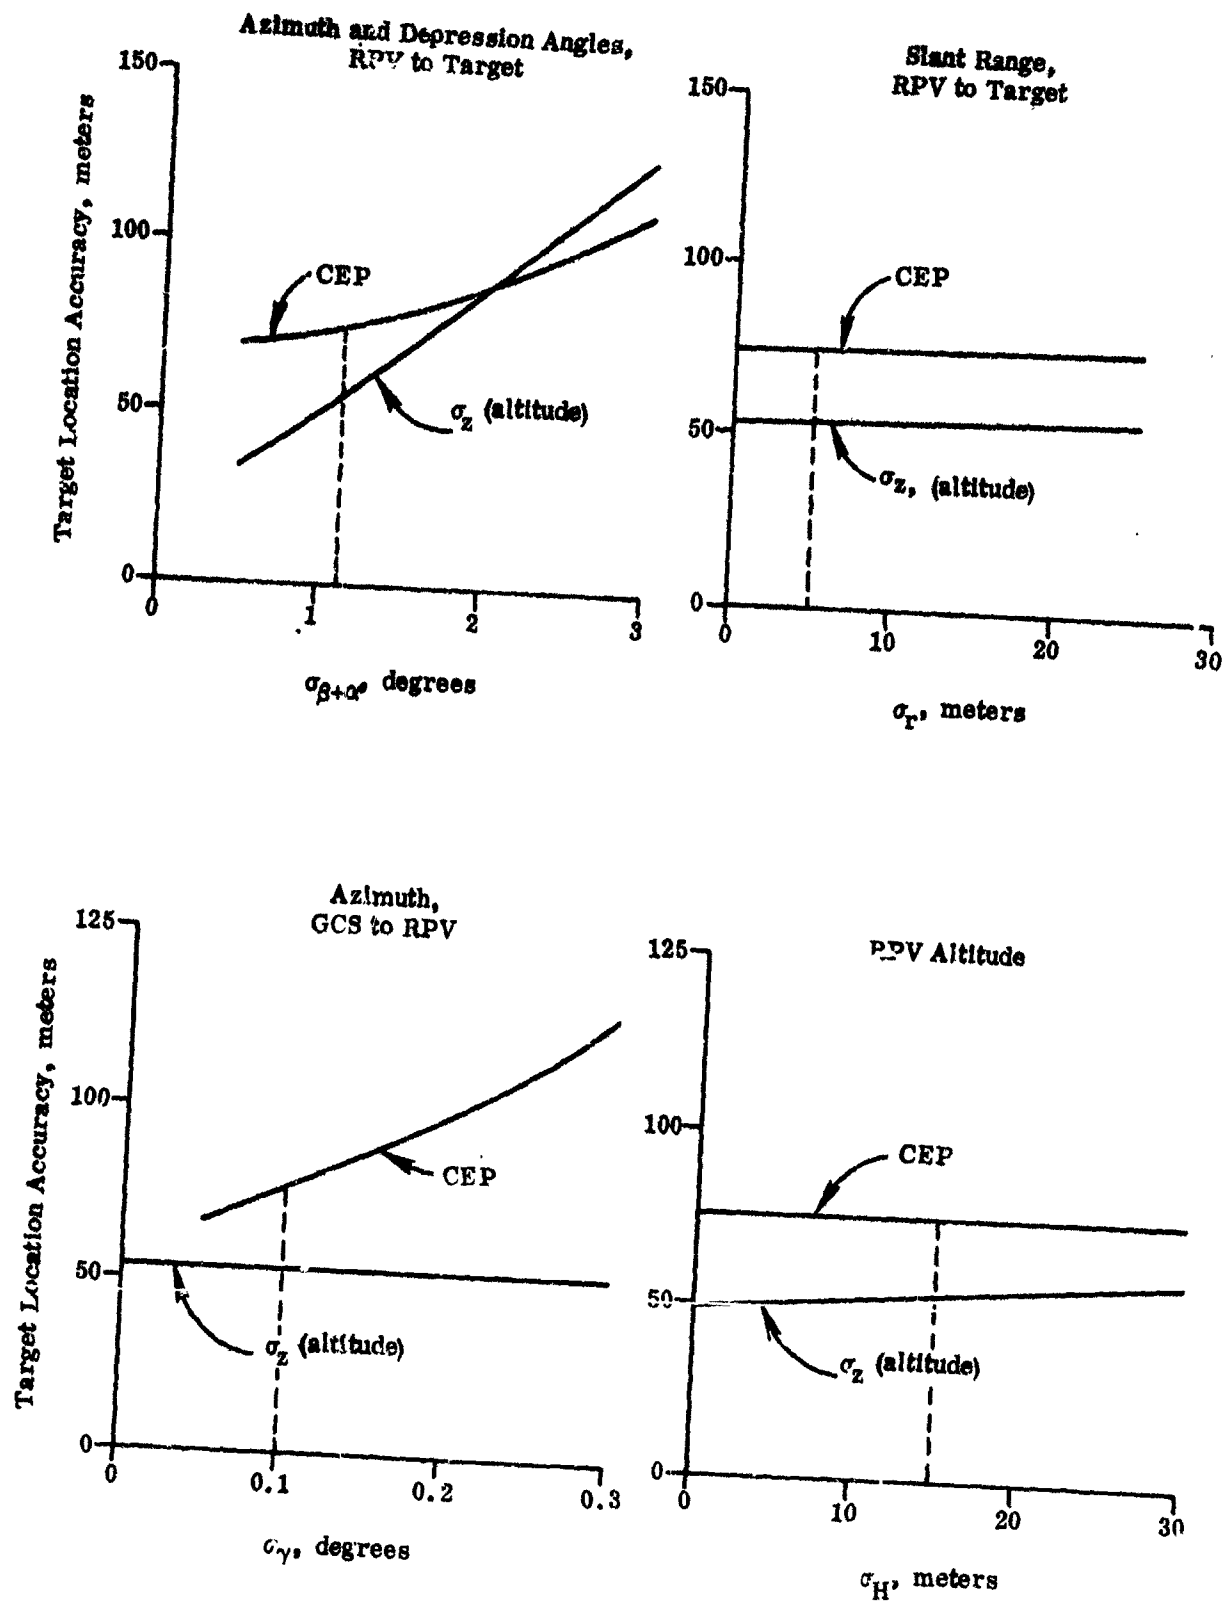 Azimuth and Depression Angles,
RPV to Target
150
100
50
0
Target Location Accuracy, meters
CEP
σz (altitude)
0 1 2 3
σβ+α, degrees
Slant Range,
RPV to Target
150
100
50
0
CEP
σz, (altitude)
0 10 20 30
σr, meters
Azimuth,
GCS to RPV
125
100
50
0
Target Location Accuracy, meters
CEP
σz (altitude)
0 0.1 0.2 0.3
σγ, degrees
RPV Altitude
125
100
50
0
CEP
σz (altitude)
0 10 20 30
σH, meters